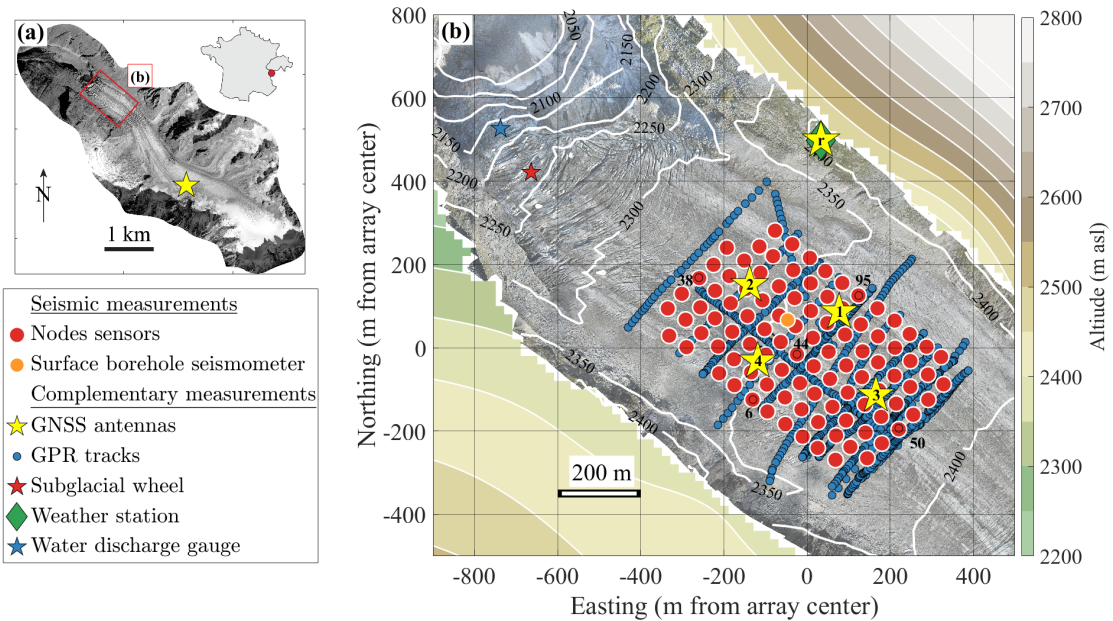 (a)
(b)
N
1 km
Seismic measurements
Nodes sensors
Surface borehole seismometer
Complementary measurements
GNSS antennas
GPR tracks
Subglacial wheel
Weather station
Water discharge gauge
(b)
800
600
400
200
0
-200
-400
Northing (m from array center)
-800
-600
-400
-200
0
200
400
Easting (m from array center)
2050
2150
2100
2200
2300
2250
2150
2200
2250
2300
2350
2400
2350
2400
2350
2400
r
38
95
2
1
44
4
3
6
50
200 m
2800
2700
2600
2500
2400
2300
2200
Altiude (m asl)